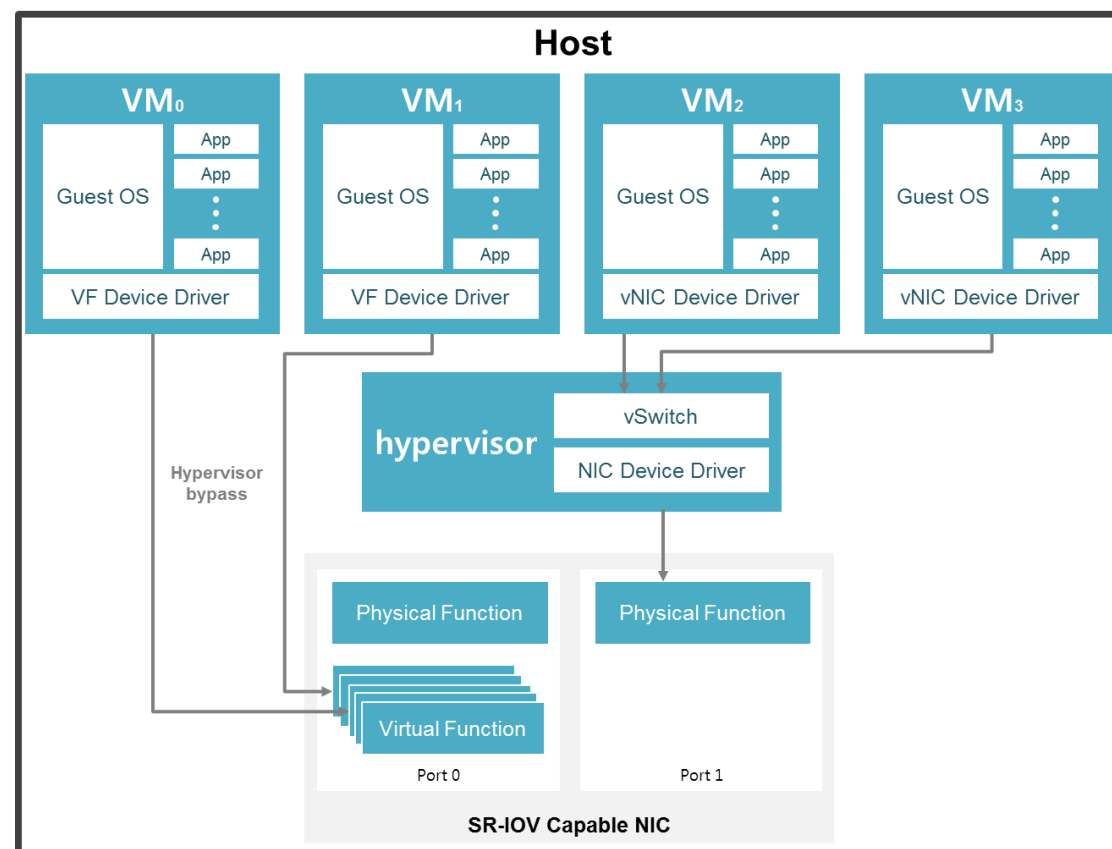 Host
VM0
Guest OS
App
App
App
VF Device Driver
VM1
Guest OS
App
App
App
VF Device Driver
VM2
Guest OS
App
App
App
vNIC Device Driver
VM3
Guest OS
App
App
App
vNIC Device Driver
hypervisor
vSwitch
NIC Device Driver
Hypervisor
bypass
Physical Function
Virtual Function
Port 0
Physical Function
Port 1
SR-IOV Capable NIC